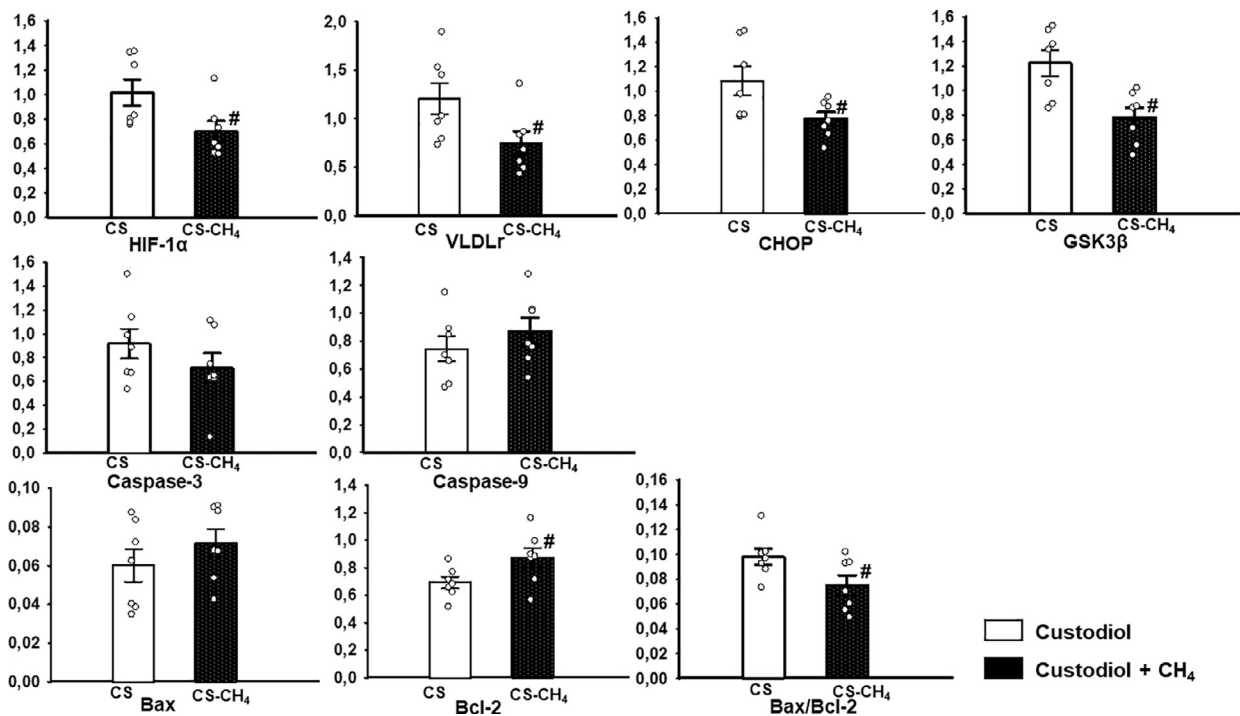 1,6
1,4
1,2
1,0
0,8
0,6
0,4
0,2
0,0
#
CS
CS-CH₄
HIF-1α
2,0
1,5
1,0
0,5
0,0
#
CS
CS-CH₄
VLDLr
1,6
1,4
1,2
1,0
0,8
0,6
0,4
0,2
0,0
#
CS
CS-CH₄
CHOP
1,6
1,4
1,2
1,0
0,8
0,6
0,4
0,2
0,0
#
CS
CS-CH₄
GSK3β
1,6
1,4
1,2
1,0
0,8
0,6
0,4
0,2
0,0
CS
CS-CH₄
Caspase-3
1,4
1,2
1,0
0,8
0,6
0,4
0,2
0,0
CS
CS-CH₄
Caspase-9
0,10
0,08
0,06
0,04
0,02
0,00
CS
CS-CH₄
Bax
1,4
1,2
1,0
0,8
0,6
0,4
0,2
0,0
#
CS
CS-CH₄
Bcl-2
0,16
0,14
0,12
0,10
0,08
0,06
0,04
0,02
0,00
#
CS
CS-CH₄
Bax/Bcl-2
Custodiol
Custodiol + CH₄